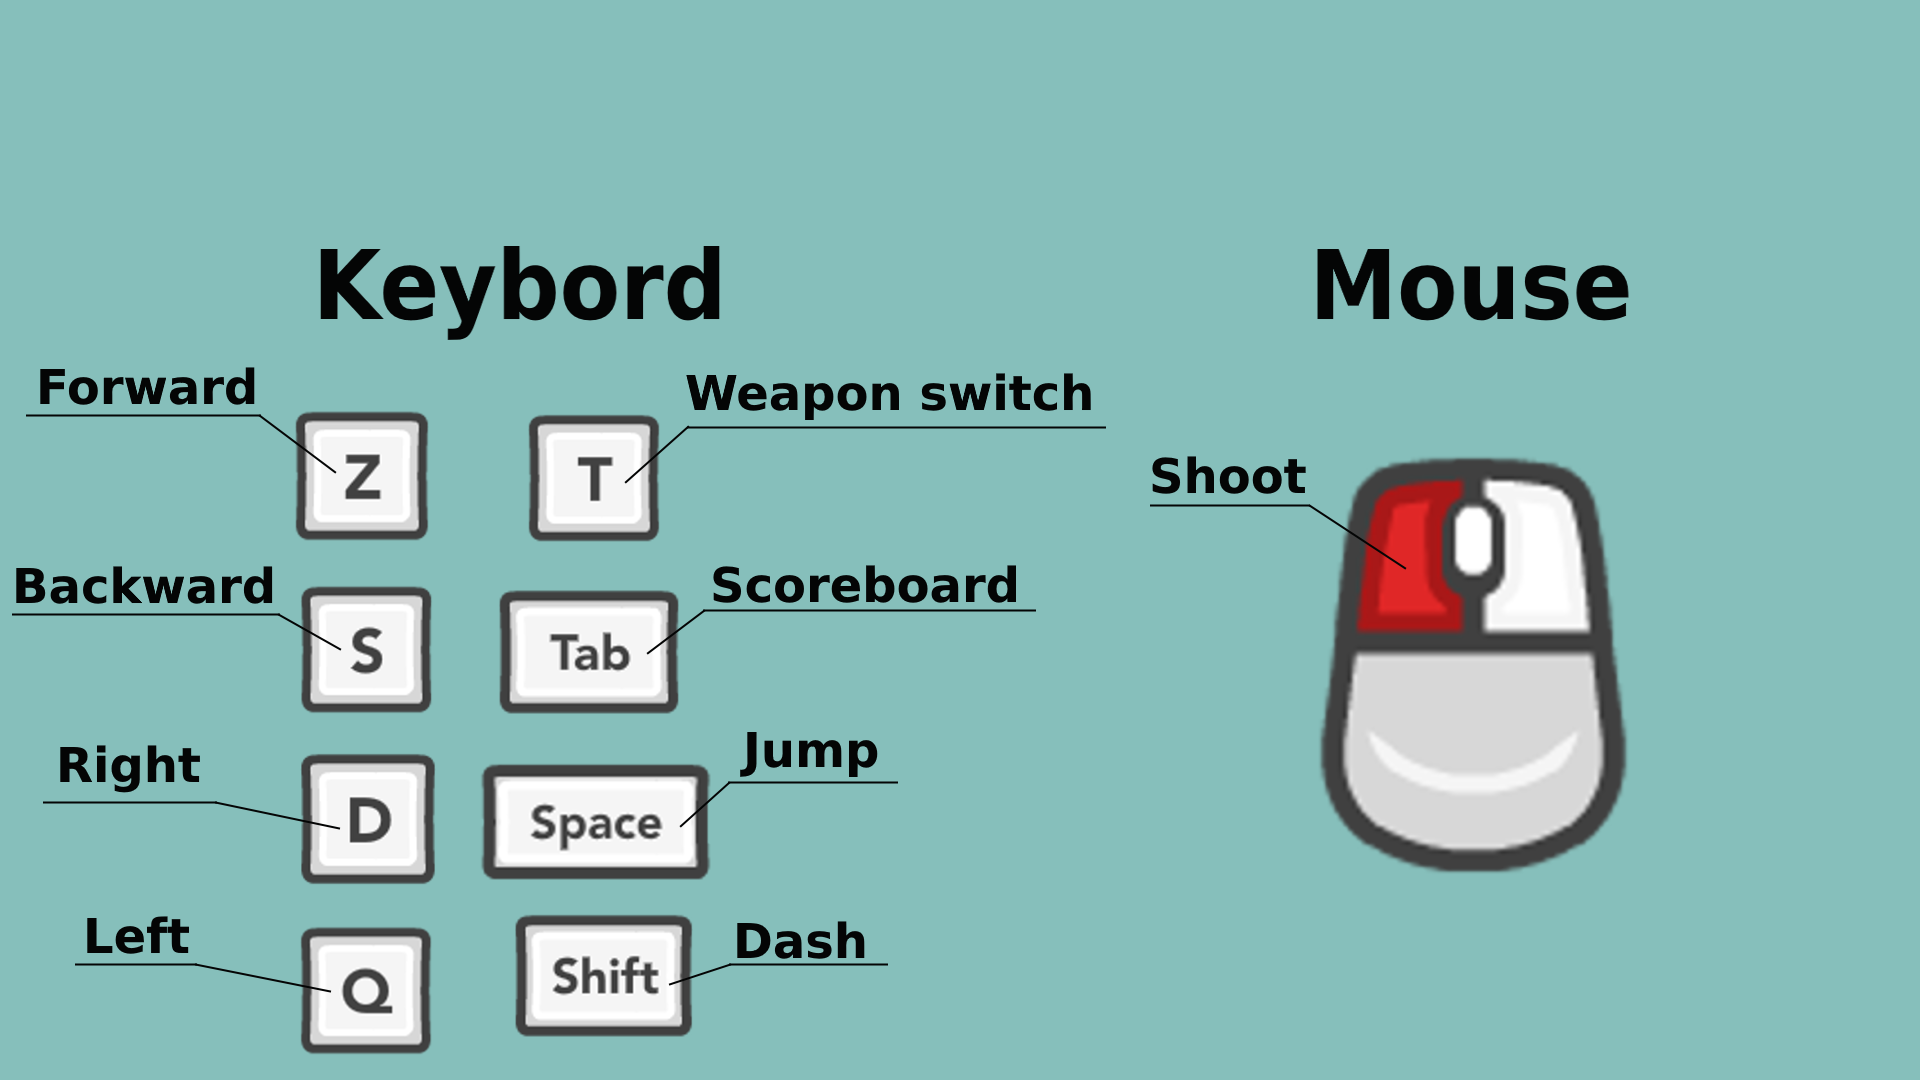 Keybord
Mouse
Forward
Z
T
Weapon switch
Shoot
Backward
S
Tab
Scoreboard
Right
D
Space
Jump
Left
Q
Shift
Dash